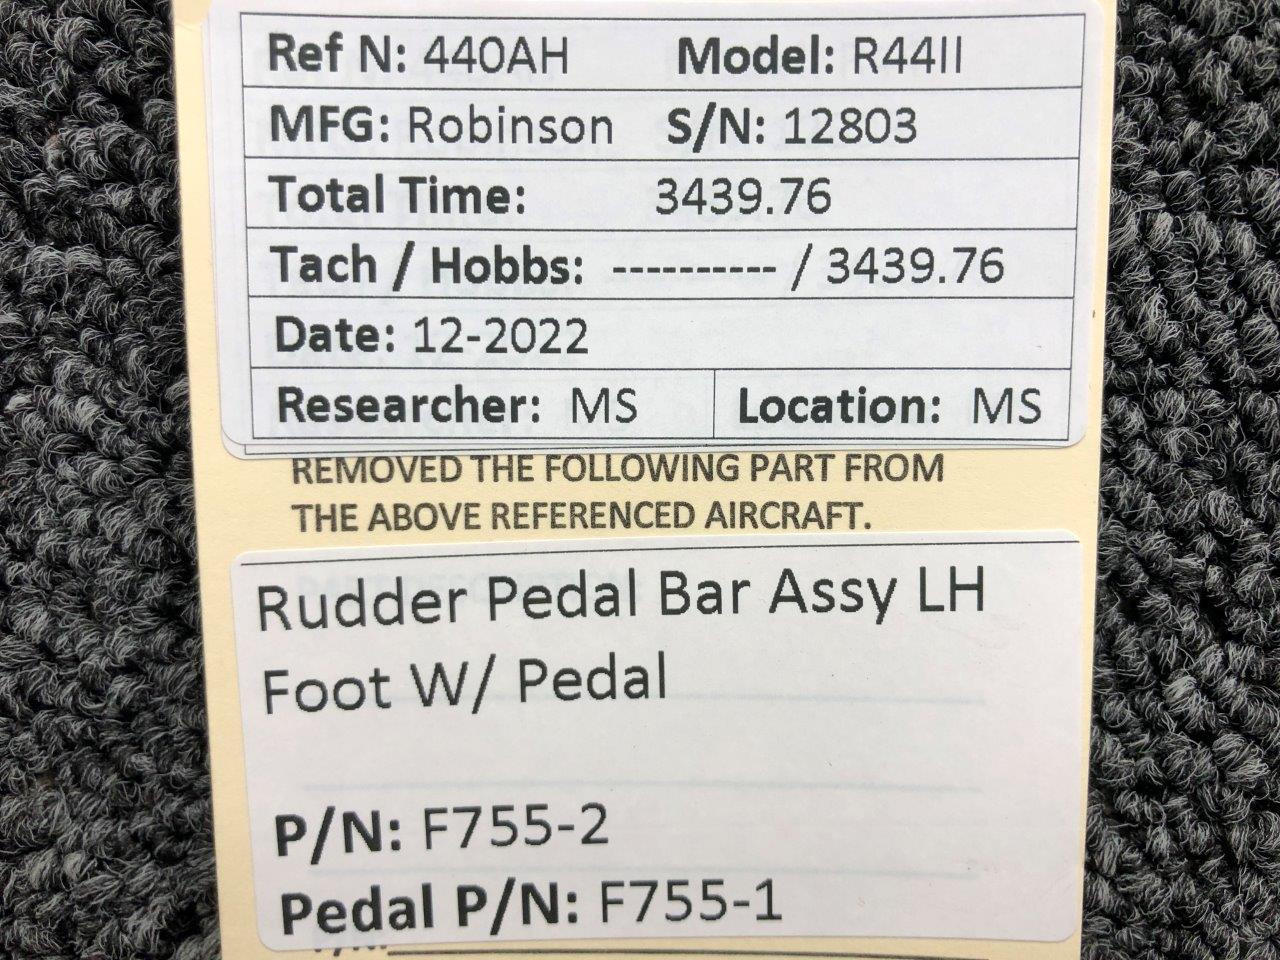 Ref N: 440AH Model: R44II
MFG: Robinson S/N: 12803
Total Time: 3439.76
Tach / Hobbs: ---------- / 3439.76
Date: 12-2022
Researcher: MS Location: MS
REMOVED THE FOLLOWING PART FROM
THE ABOVE REFERENCED AIRCRAFT.
Rudder Pedal Bar Assy LH
Foot W/ Pedal
P/N: F755-2
Pedal P/N: F755-1